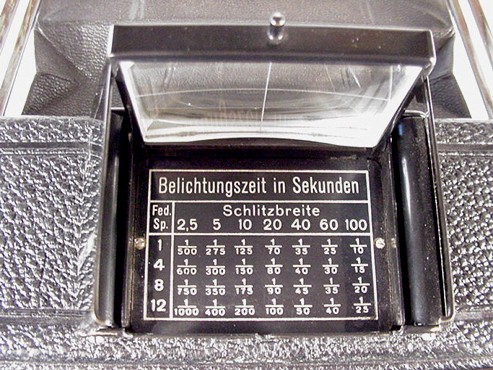 Belichtungszeit in Sekunden
Fed. Schlitzbreite
Sp. 2,5 5 10 20 40 60 100
1 1/500 1/275 1/125 1/70 1/35 1/25 1/10
4 1/600 1/300 1/150 1/80 1/40 1/30 1/15
8 1/750 1/350 1/175 1/90 1/45 1/35 1/20
12 1/1000 1/400 1/200 1/100 1/50 1/40 1/25